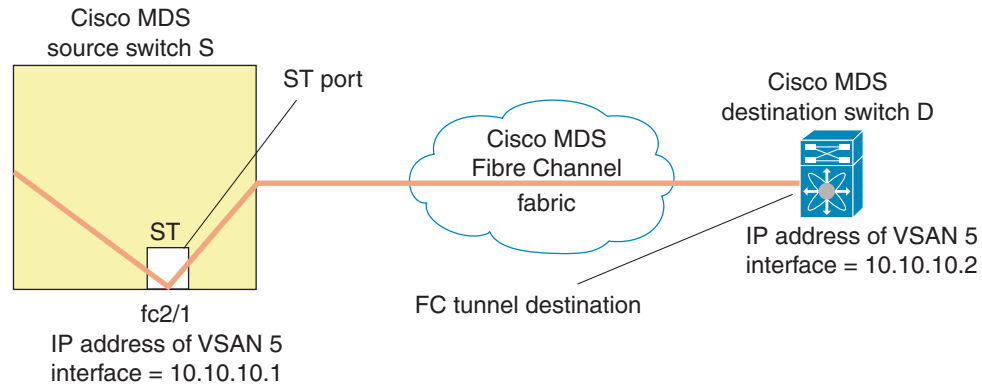 Cisco MDS
source switch S
ST port
Cisco MDS
Fibre Channel
fabric
Cisco MDS
destination switch D
ST
fc2/1
IP address of VSAN 5
interface = 10.10.10.1
FC tunnel destination
IP address of VSAN 5
interface = 10.10.10.2